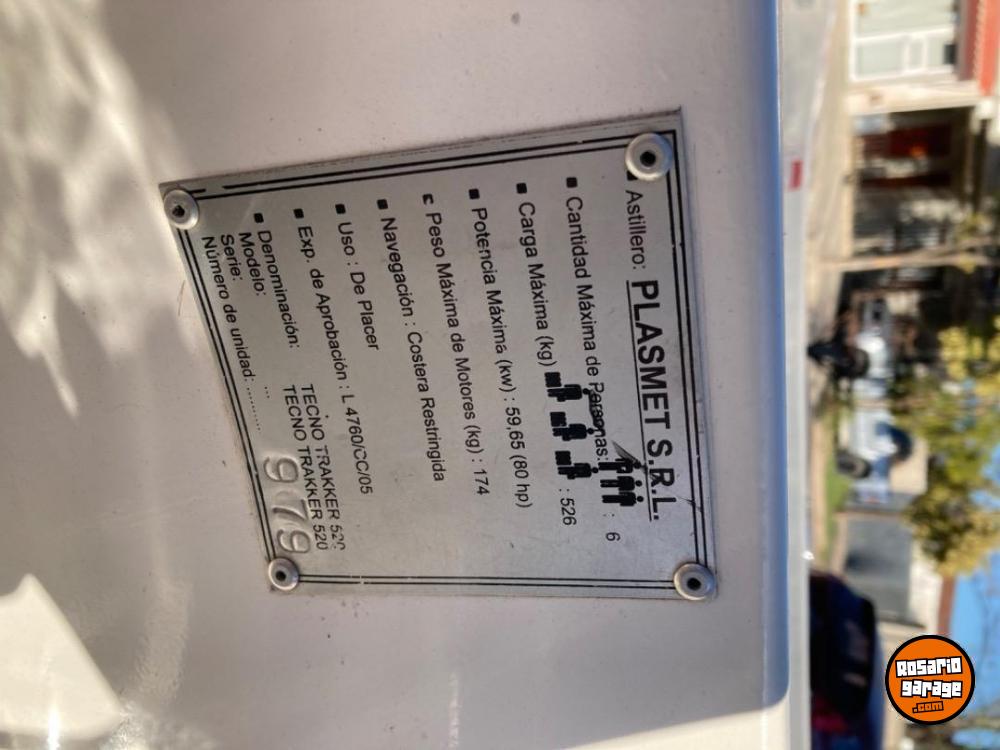 Astillero: PLASMET S.R.L.
■ Cantidad Máxima de Personas: : 6
■ Carga Máxima (kg) : 526
■ Potencia Máxima (kw) : 59,65 (80 hp)
■ Peso Máxima de Motores (kg) : 174
■ Navegación : Costera Restringida
■ Uso : De Placer
■ Exp. de Aprobación : L 4760/CC/05
■ Denominación: TECNO TRAKKER 520
Modelo: TECNO TRAKKER 520
Serie: ...
Número de unidad: ........... 979
ROSARIO
garage
.com